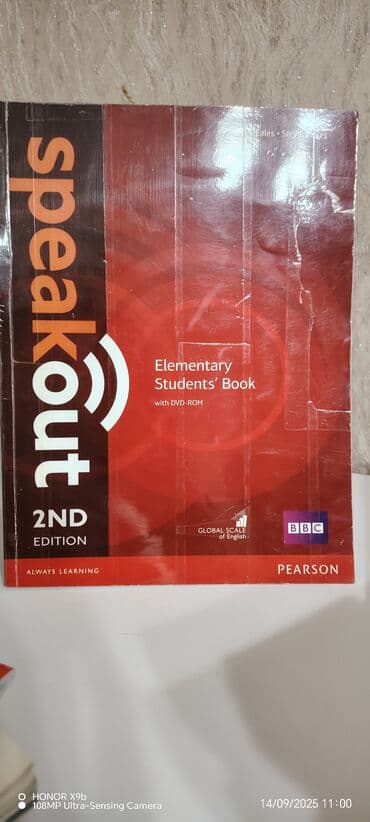 speakout
2ND
EDITION
Elementary
Students' Book
with DVD-ROM
GLOBAL SCALE
of English
BBC
ALWAYS LEARNING
PEARSON
HONOR X9b
108MP Ultra-Sensing Camera
14/09/2025 11:00